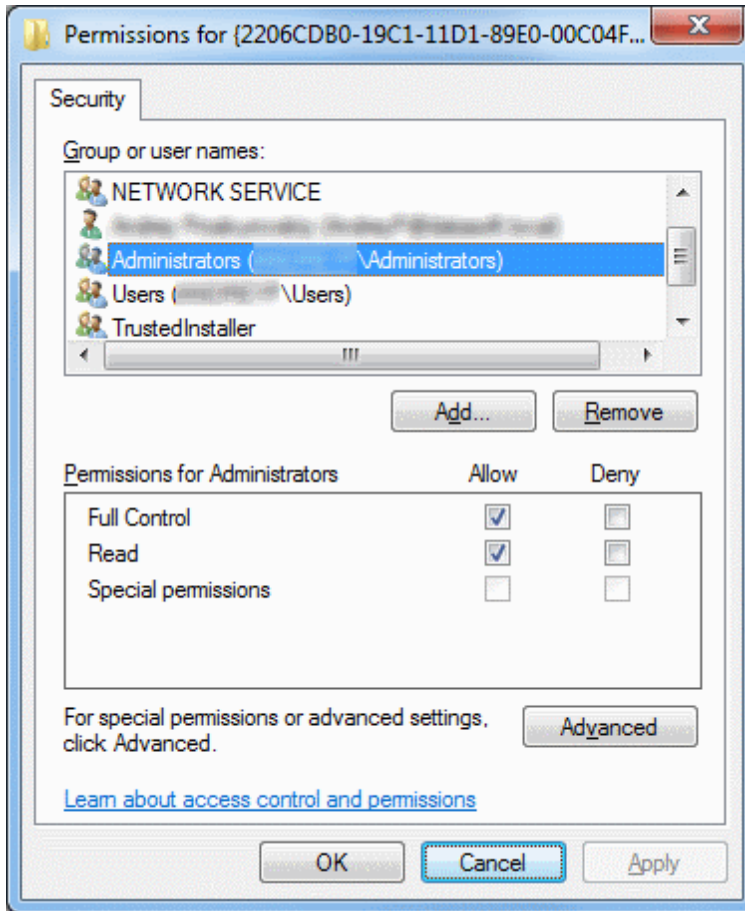 Permissions for {2206CDB0-19C1-11D1-89E0-00C04F...
Security
Group or user names:
NETWORK SERVICE
Administrators ( \Administrators)
Users ( \Users)
TrustedInstaller
Add... Remove
Permissions for Administrators Allow Deny
Full Control
Read
Special permissions
For special permissions or advanced settings,
click Advanced. Advanced
Learn about access control and permissions
OK Cancel Apply